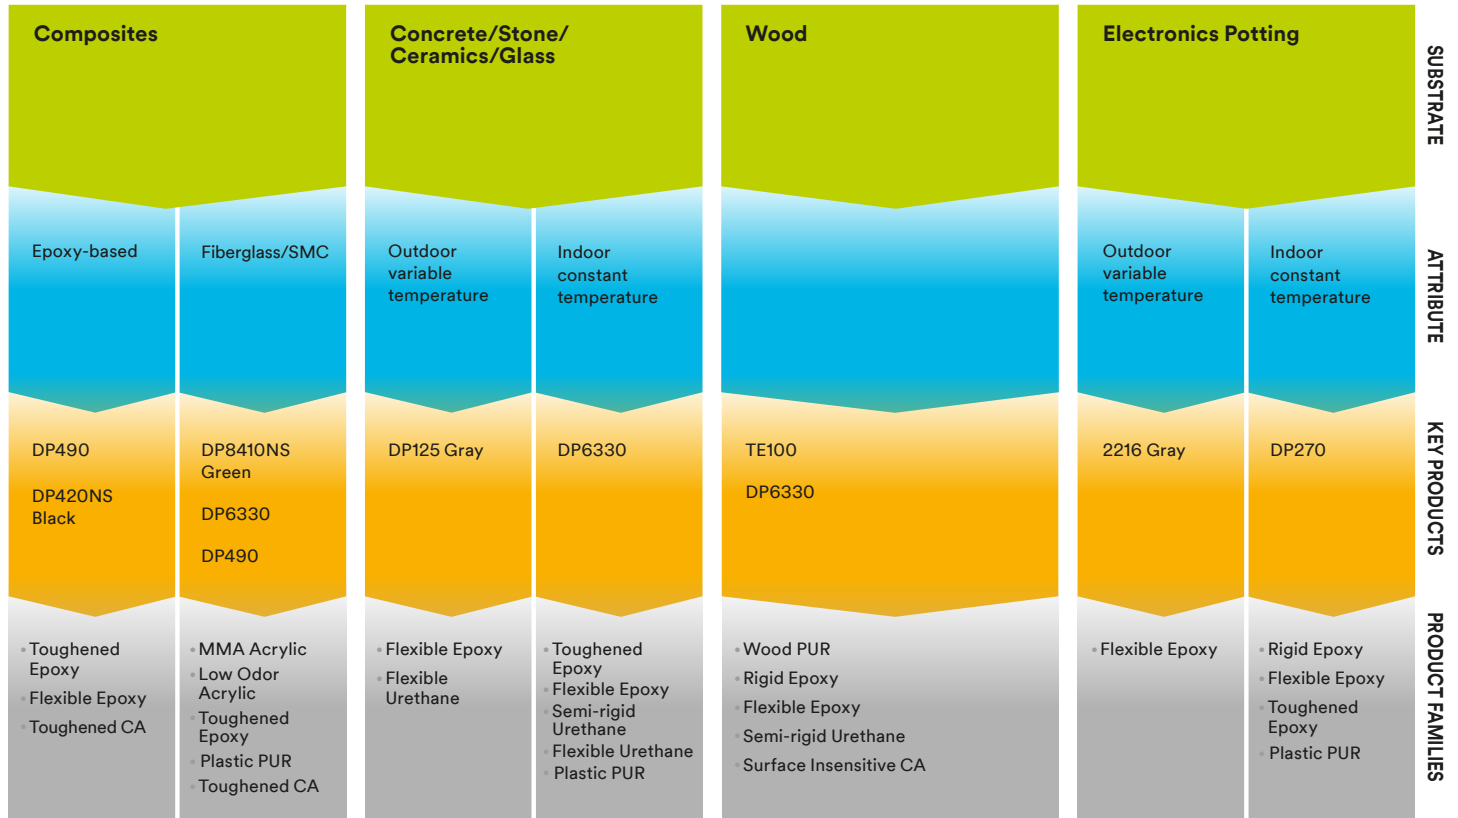 Composites
Concrete/Stone/
Ceramics/Glass
Wood
Electronics Potting
SUBSTRATE
Epoxy-based
Fiberglass/SMC
Outdoor
variable
temperature
Indoor
constant
temperature
Outdoor
variable
temperature
Indoor
constant
temperature
ATTRIBUTE
DP490
DP420NS
Black
DP8410NS
Green
DP6330
DP490
DP125 Gray
DP6330
TE100
DP6330
2216 Gray
DP270
KEY PRODUCTS
• Toughened
Epoxy
• Flexible Epoxy
• Toughened CA
• MMA Acrylic
• Low Odor
Acrylic
• Toughened
Epoxy
• Plastic PUR
• Toughened CA
• Flexible Epoxy
• Flexible
Urethane
• Toughened
Epoxy
• Flexible Epoxy
• Semi-rigid
Urethane
• Flexible Urethane
• Plastic PUR
• Wood PUR
• Rigid Epoxy
• Flexible Epoxy
• Semi-rigid Urethane
• Surface Insensitive CA
• Flexible Epoxy
• Rigid Epoxy
• Flexible Epoxy
• Toughened
Epoxy
• Plastic PUR
PRODUCT FAMILIES